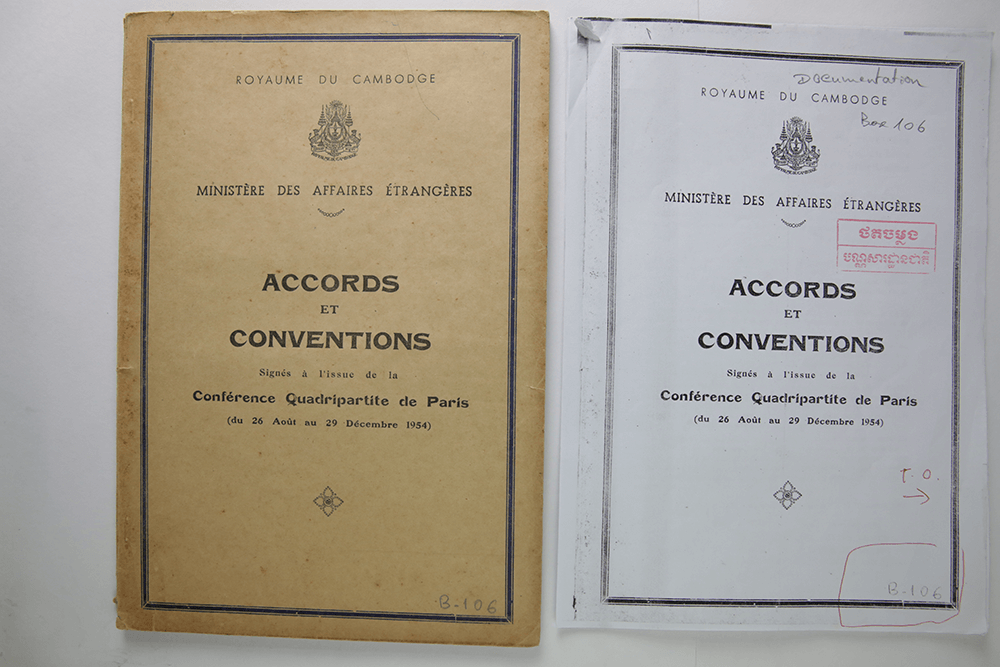 ROYAUME DU CAMBODGE
MINISTÈRE DES AFFAIRES ÉTRANGÈRES
ACCORDS
ET
CONVENTIONS
Signés à l'issue de la
Conférence Quadripartite de Paris
(du 26 Août au 29 Décembre 1954)
B-106
Documentation
ROYAUME DU CAMBODGE
Box 106
MINISTÈRE DES AFFAIRES ÉTRANGÈRES
ថតចម្លង
បណ្ណសារដ្ឋានជាតិ
ACCORDS
ET
CONVENTIONS
Signés à l'issue de la
Conférence Quadripartite de Paris
(du 26 Août au 29 Décembre 1954)
T.O.
B-106